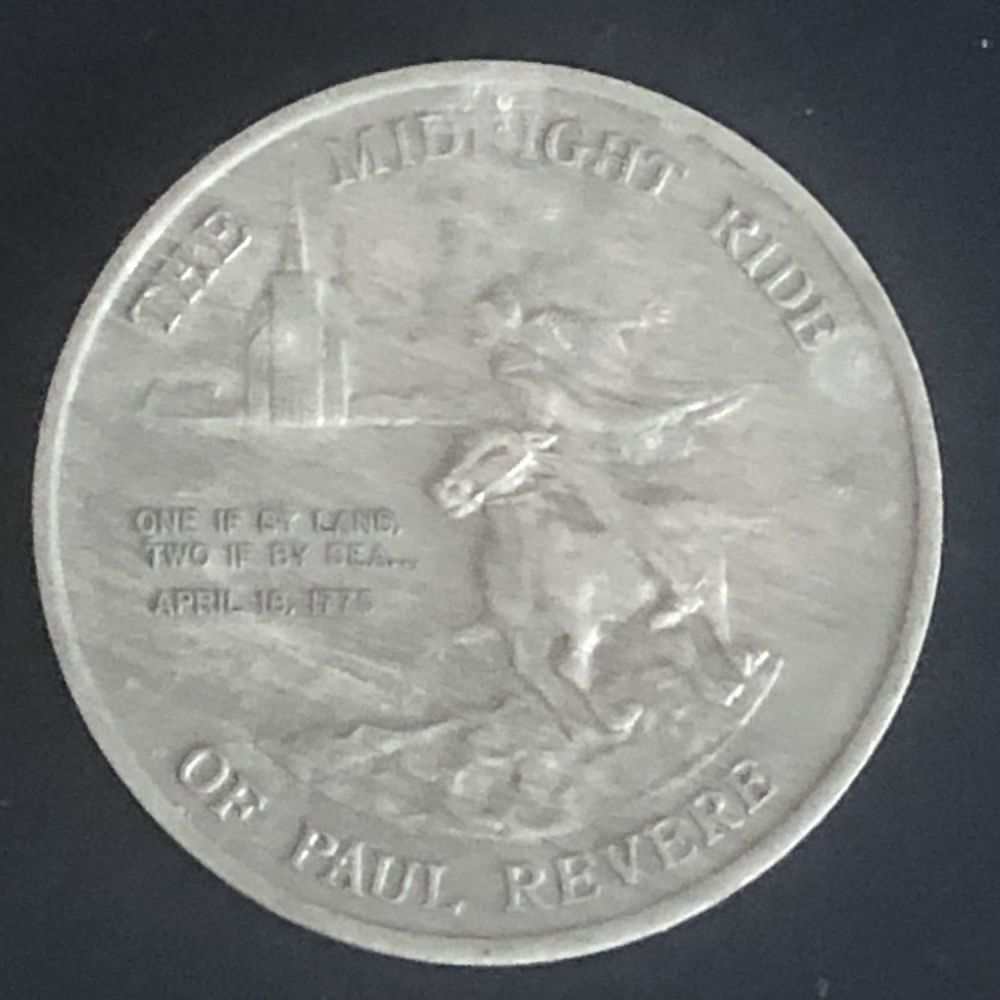 THE MIDNIGHT RIDE
ONE IF BY LAND,
TWO IF BY SEA...
APRIL 18, 1775
OF PAUL REVERE